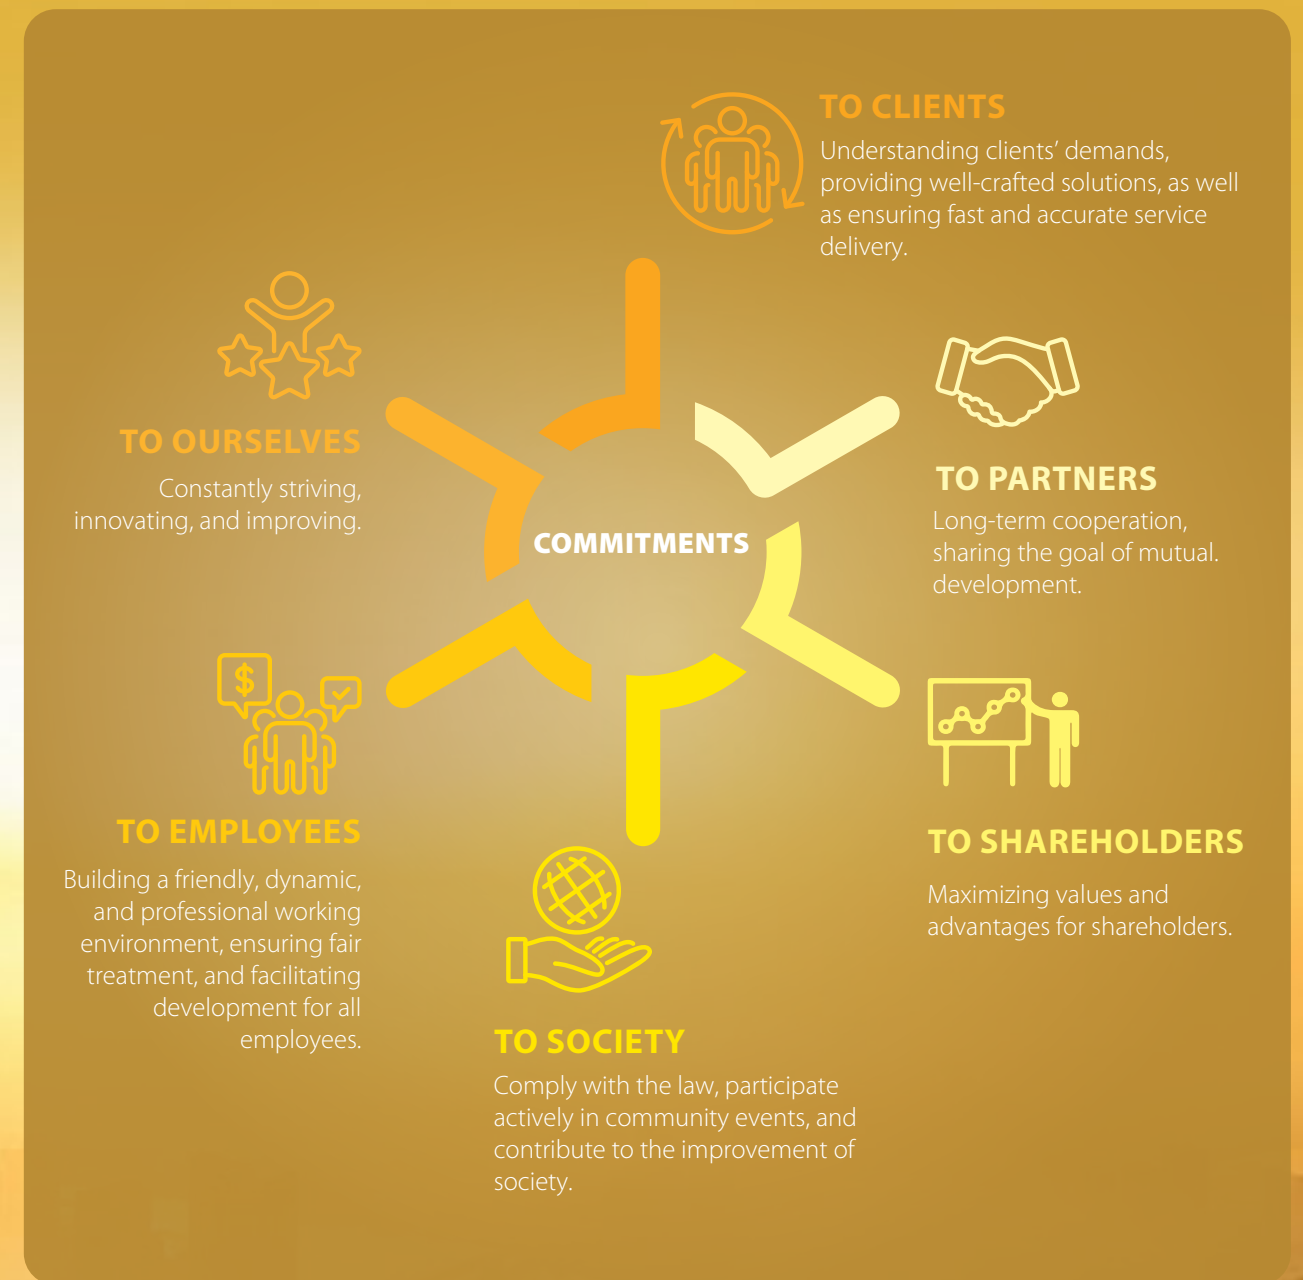 TO CLIENTS
Understanding clients’ demands,
providing well-crafted solutions, as well
as ensuring fast and accurate service
delivery.
TO OURSELVES
Constantly striving,
innovating, and improving.
COMMITMENTS
TO PARTNERS
Long-term cooperation,
sharing the goal of mutual.
development.
$
TO EMPLOYEES
Building a friendly, dynamic,
and professional working
environment, ensuring fair
treatment, and facilitating
development for all
employees.
TO SHAREHOLDERS
Maximizing values and
advantages for shareholders.
TO SOCIETY
Comply with the law, participate
actively in community events, and
contribute to the improvement of
society.